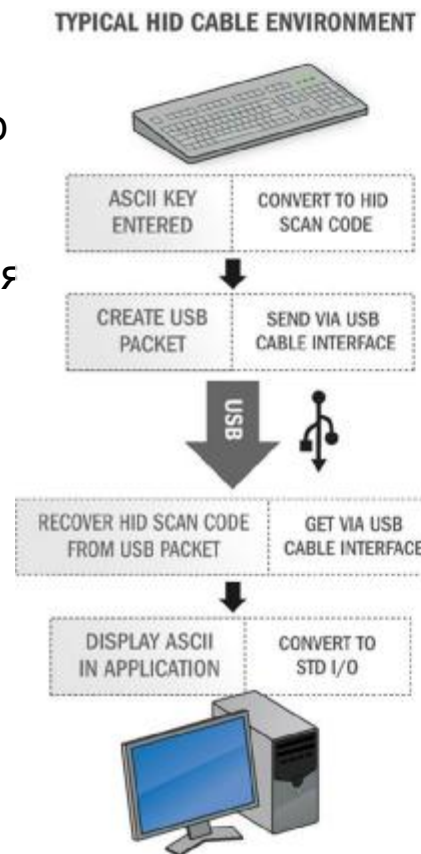 TYPICAL HID CABLE ENVIRONMENT
ASCII KEY
ENTERED
CONVERT TO HID
SCAN CODE
CREATE USB
PACKET
SEND VIA USB
CABLE INTERFACE
USB
RECOVER HID SCAN CODE
FROM USB PACKET
GET VIA USB
CABLE INTERFACE
DISPLAY ASCII
IN APPLICATION
CONVERT TO
STD I/O